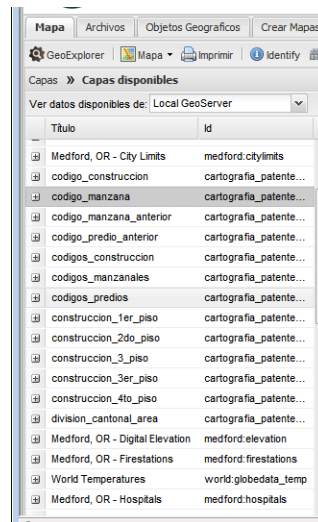 Mapa Archivos Objetos Geograficos Crear Mapas
GeoExplorer Mapa Imprimir Identify
Capas » Capas disponibles
Ver datos disponibles de: Local GeoServer
Título Id
Medford, OR - City Limits medford:citylimits
codigo_construccion cartografia_patente...
codigo_manzana cartografia_patente...
codigo_manzana_anterior cartografia_patente...
codigo_predio_anterior cartografia_patente...
codigos_construccion cartografia_patente...
codigos_manzanales cartografia_patente...
codigos_predios cartografia_patente...
construccion_1er_piso cartografia_patente...
construccion_2do_piso cartografia_patente...
construccion_3_piso cartografia_patente...
construccion_3er_piso cartografia_patente...
construccion_4to_piso cartografia_patente...
division_cantonal_area cartografia_patente...
Medford, OR - Digital Elevation medford:elevation
Medford, OR - Firestations medford:firestations
World Temperatures world:globedata_temp
Medford, OR - Hospitals medford:hospitals